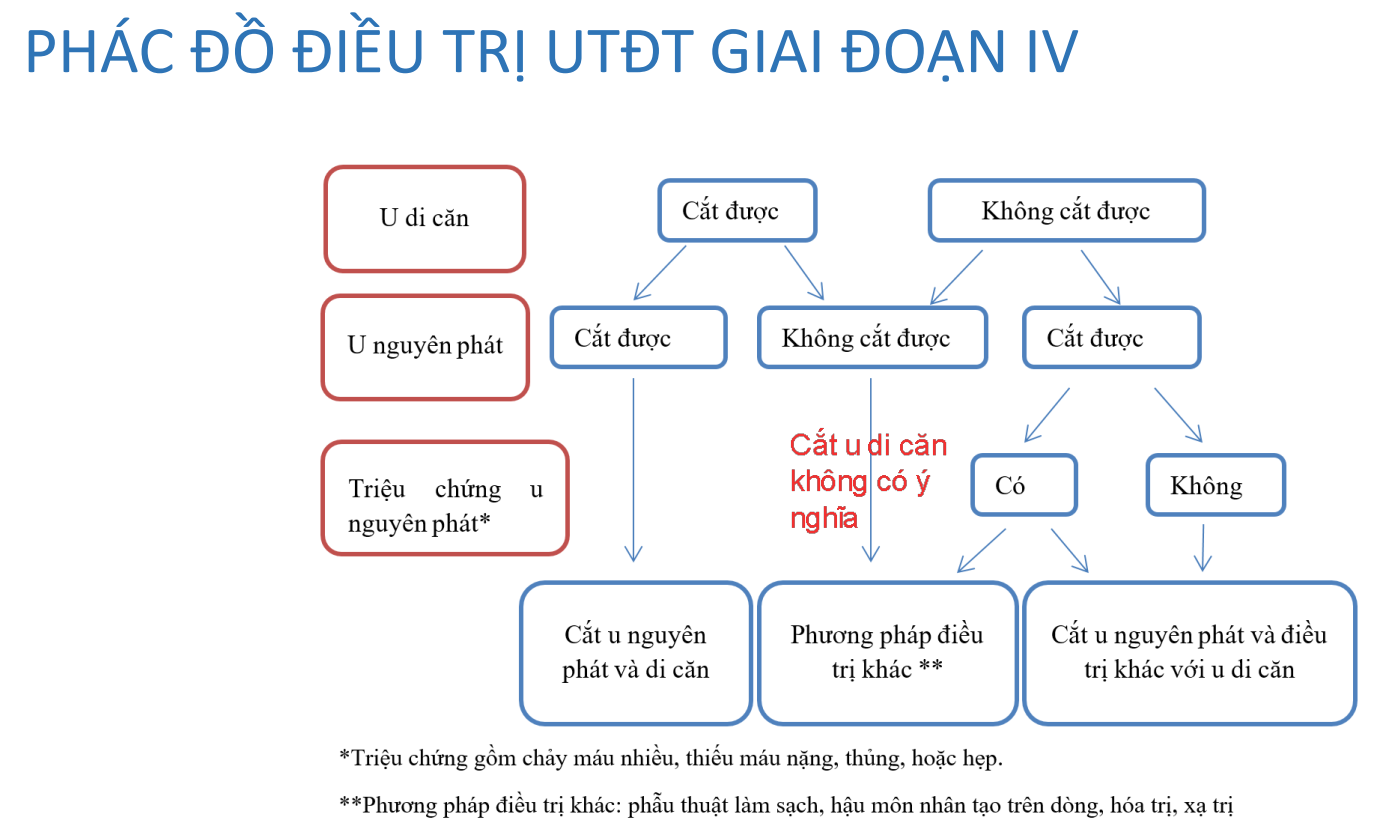 PHÁC ĐỒ ĐIỀU TRỊ UTĐT GIAI ĐOẠN IV
U di căn
Cắt được
Không cắt được
U nguyên phát
Cắt được
Không cắt được
Cắt được
Triệu chứng u
nguyên phát*
Cắt u di căn
không có ý
nghĩa
Có
Không
Cắt u nguyên
phát và di căn
Phương pháp điều
trị khác **
Cắt u nguyên phát và điều
trị khác với u di căn
*Triệu chứng gồm chảy máu nhiều, thiếu máu nặng, thủng, hoặc hẹp.
**Phương pháp điều trị khác: phẫu thuật làm sạch, hậu môn nhân tạo trên dòng, hóa trị, xạ trị